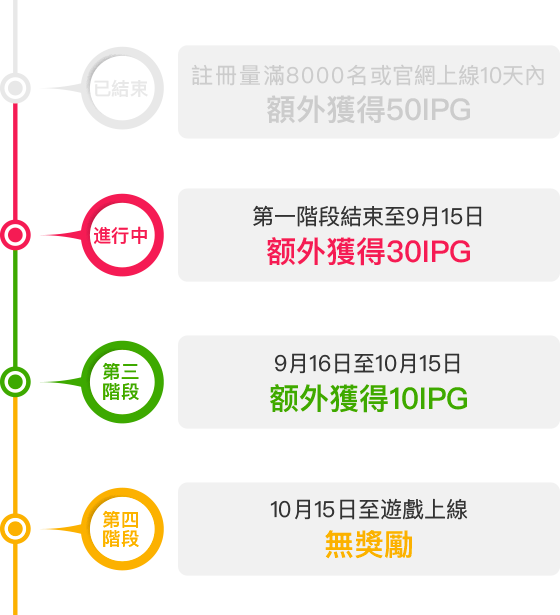 已結束
註冊量滿8000名或官網上線10天內
額外獲得50IPG
進行中
第一階段結束至9月15日
额外獲得30IPG
第三
階段
9月16日至10月15日
额外獲得10IPG
第四
階段
10月15日至遊戲上線
無獎勵